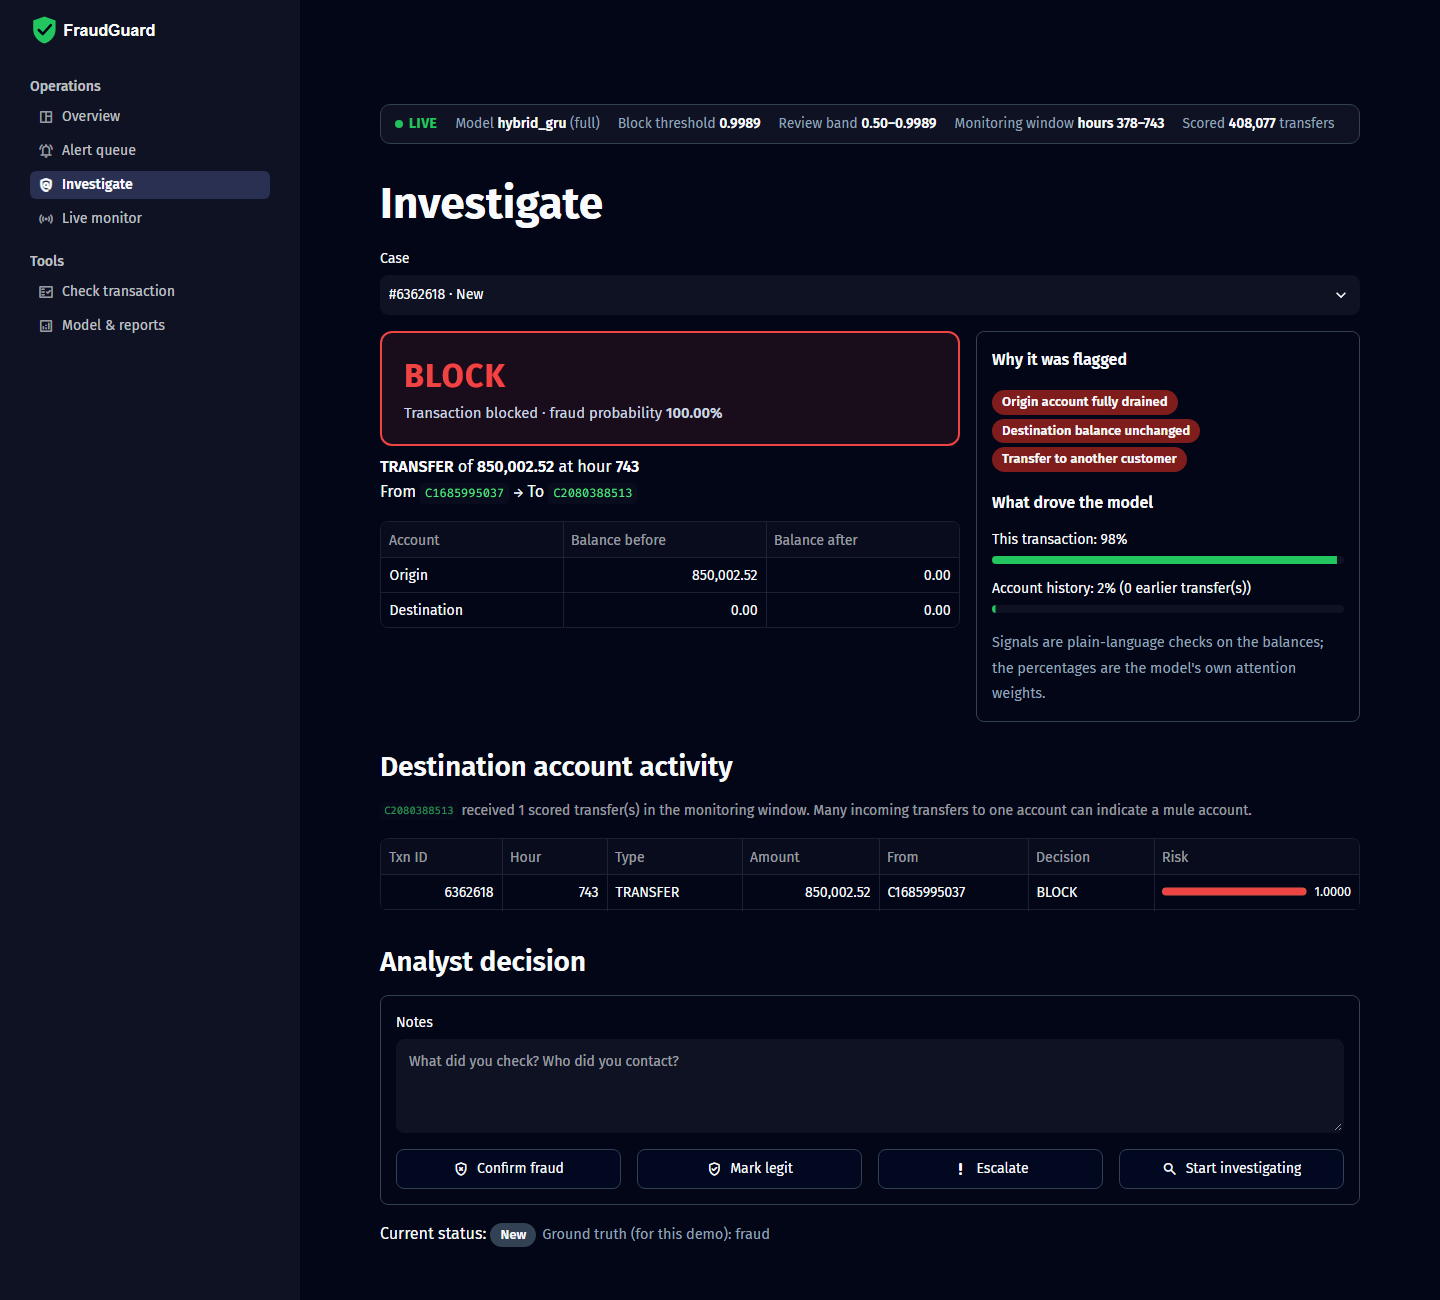 FraudGuard
Operations
Overview
Alert queue
Investigate
Live monitor
Tools
Check transaction
Model & reports
LIVE Model hybrid_gru (full) Block threshold 0.9989 Review band 0.50–0.9989 Monitoring window hours 378–743 Scored 408,077 transfers
Investigate
Case
#6362618 · New
BLOCK
Transaction blocked · fraud probability 100.00%
TRANSFER of 850,002.52 at hour 743
From C1685995037 → To C2080388513
Account Balance before Balance after
Origin 850,002.52 0.00
Destination 0.00 0.00
Why it was flagged
Origin account fully drained
Destination balance unchanged
Transfer to another customer
What drove the model
This transaction: 98%
Account history: 2% (0 earlier transfer(s))
Signals are plain-language checks on the balances;
the percentages are the model's own attention
weights.
Destination account activity
C2080388513 received 1 scored transfer(s) in the monitoring window. Many incoming transfers to one account can indicate a mule account.
Txn ID Hour Type Amount From Decision Risk
6362618 743 TRANSFER 850,002.52 C1685995037 BLOCK 1.0000
Analyst decision
Notes
What did you check? Who did you contact?
Confirm fraud Mark legit Escalate Start investigating
Current status: New Ground truth (for this demo): fraud